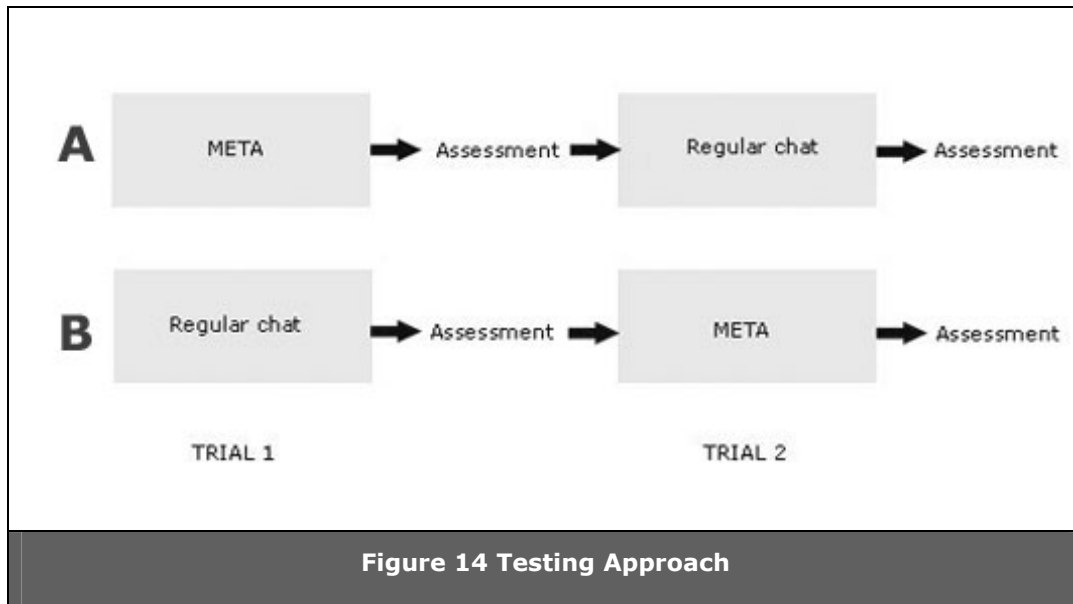 A META Assessment Regular chat Assessment
B Regular chat Assessment META Assessment
TRIAL 1 TRIAL 2
Figure 14 Testing Approach